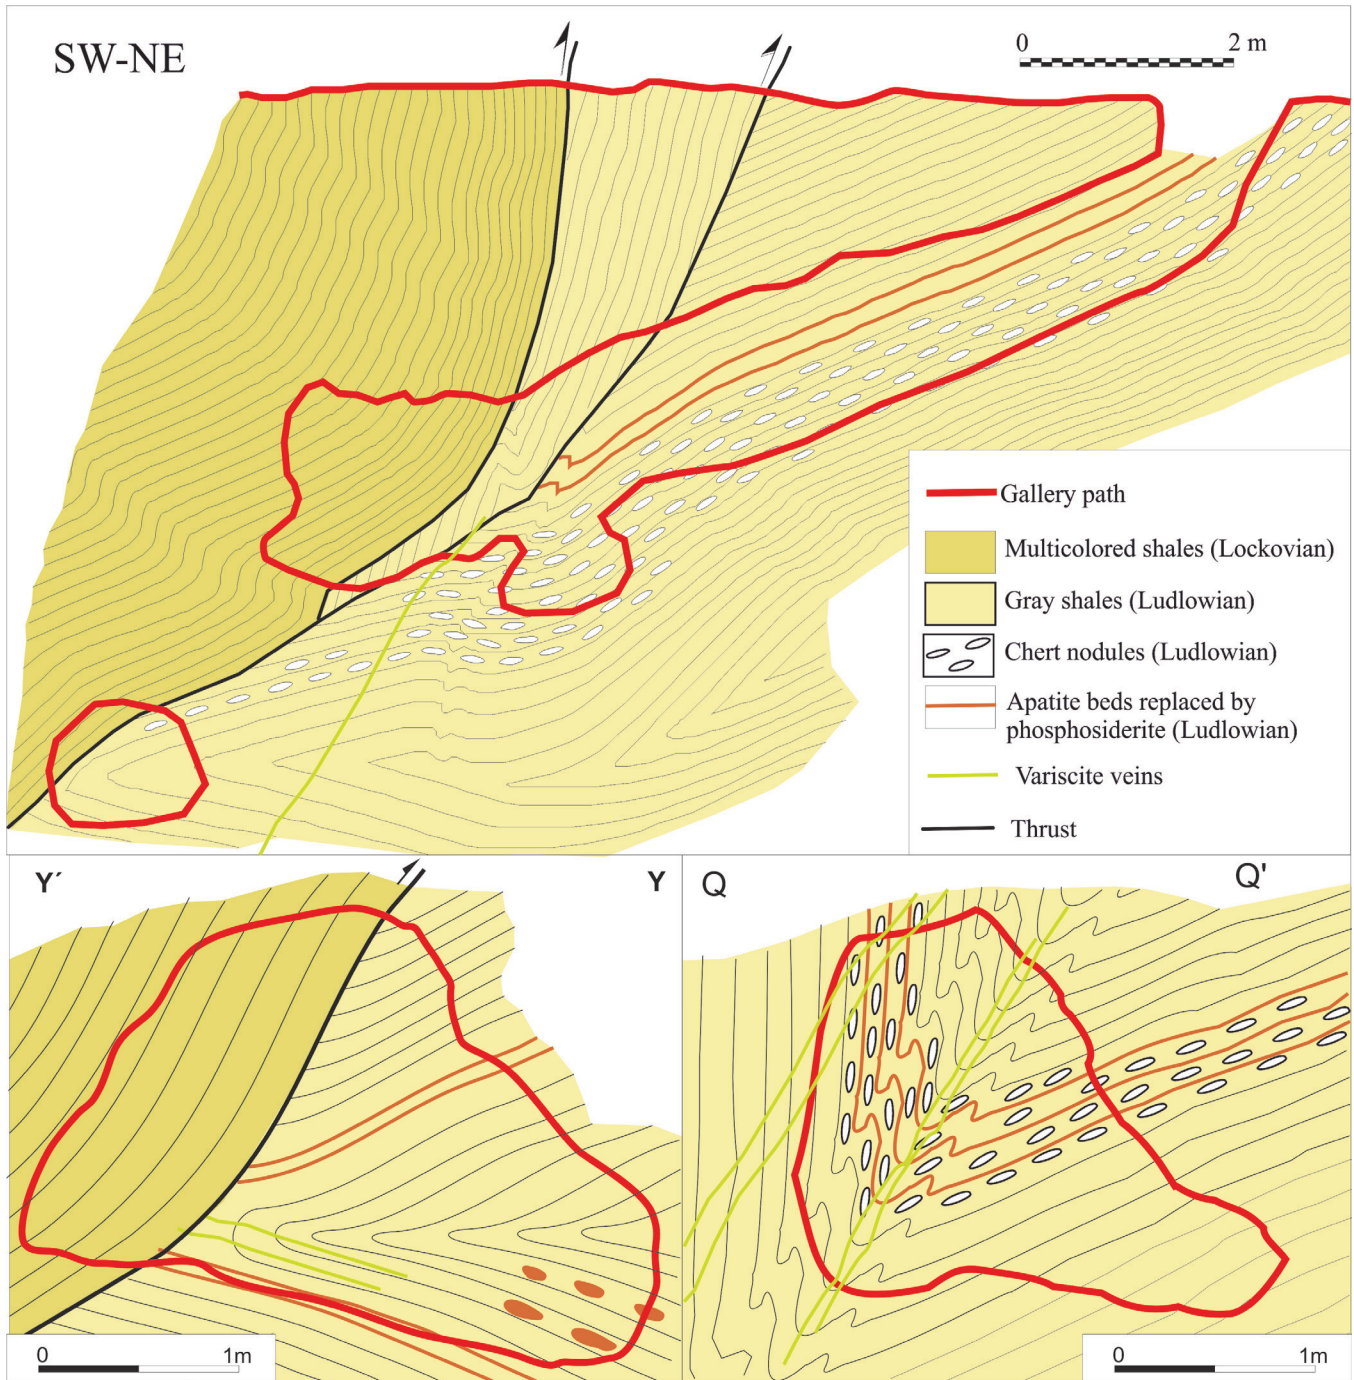 SW-NE
0 2 m
Gallery path
Multicolored shales (Lockovian)
Gray shales (Ludlowian)
Chert nodules (Ludlowian)
Apatite beds replaced by
phosphosiderite (Ludlowian)
Variscite veins
Thrust
Y´ Y
0 1m
Q Q'
0 1m